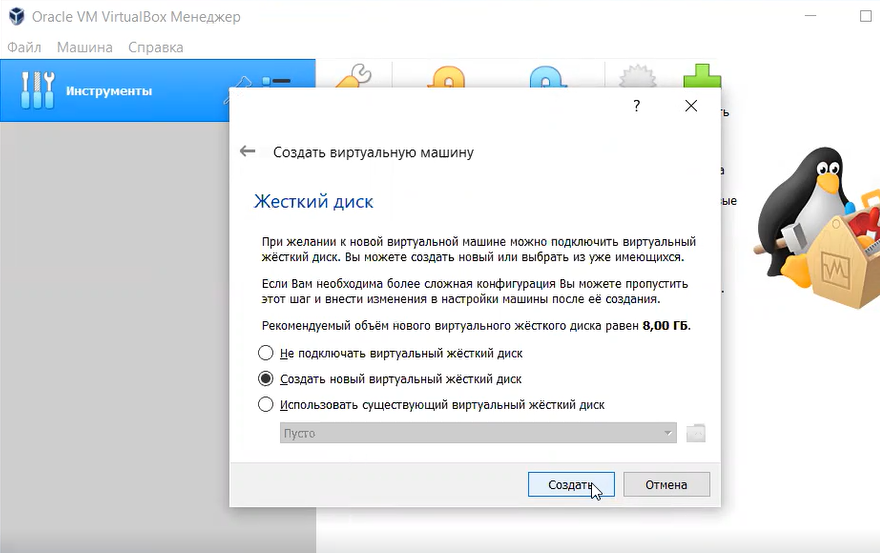 Oracle VM VirtualBox Менеджер
Файл Машина Справка
Инструменты
?
Создать виртуальную машину
Жесткий диск
При желании к новой виртуальной машине можно подключить виртуальный
жёсткий диск. Вы можете создать новый или выбрать из уже имеющихся.
Если Вам необходима более сложная конфигурация Вы можете пропустить
этот шаг и внести изменения в настройки машины после её создания.
Рекомендуемый объём нового виртуального жёсткого диска равен 8,00 ГБ.
Не подключать виртуальный жёсткий диск
Создать новый виртуальный жёсткий диск
Использовать существующий виртуальный жёсткий диск
Пусто
Создать Отмена